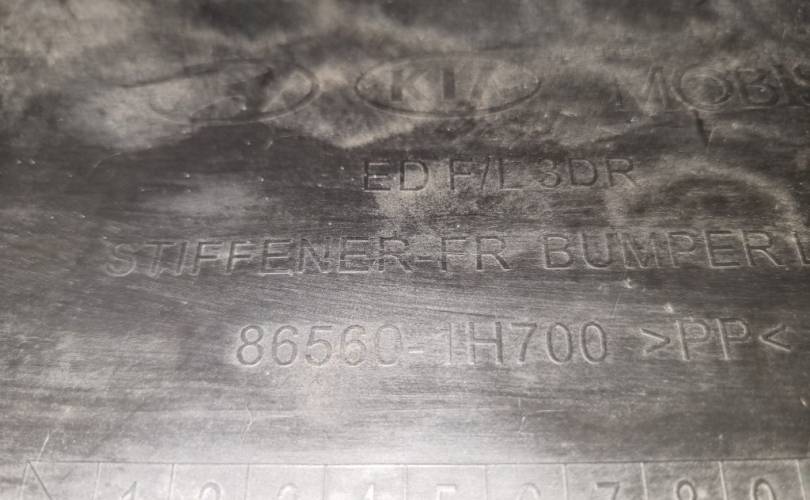 KIA MOBIS
ED F/L 3DR
STIFFENER-FR BUMPER
86560-1H700 >PP<